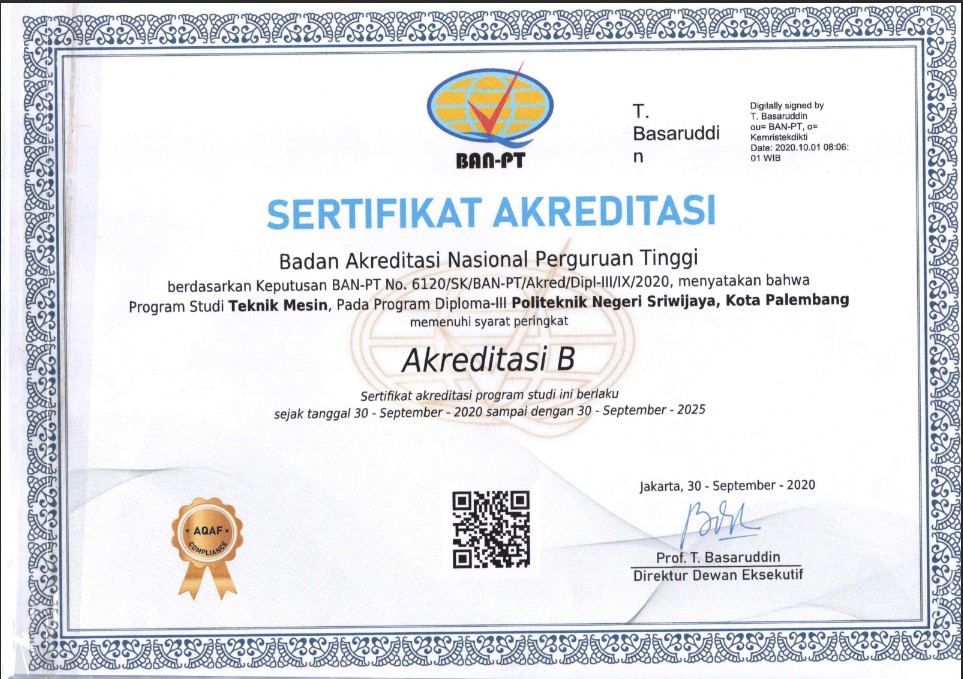 BAN-PT
T.
Basaruddi
n
Digitally signed by
T. Basaruddin
ou= BAN-PT, o=
Kemristekdikti
Date: 2020.10.01 08:06:
01 WIB
SERTIFIKAT AKREDITASI
Badan Akreditasi Nasional Perguruan Tinggi
berdasarkan Keputusan BAN-PT No. 6120/SK/BAN-PT/Akred/Dipl-III/IX/2020, menyatakan bahwa
Program Studi Teknik Mesin, Pada Program Diploma-III Politeknik Negeri Sriwijaya, Kota Palembang
memenuhi syarat peringkat
Akreditasi B
Sertifikat akreditasi program studi ini berlaku
sejak tanggal 30 - September - 2020 sampai dengan 30 - September - 2025
AQAF
COMPLIANCE
Jakarta, 30 - September - 2020
Prof. T. Basaruddin
Direktur Dewan Eksekutif